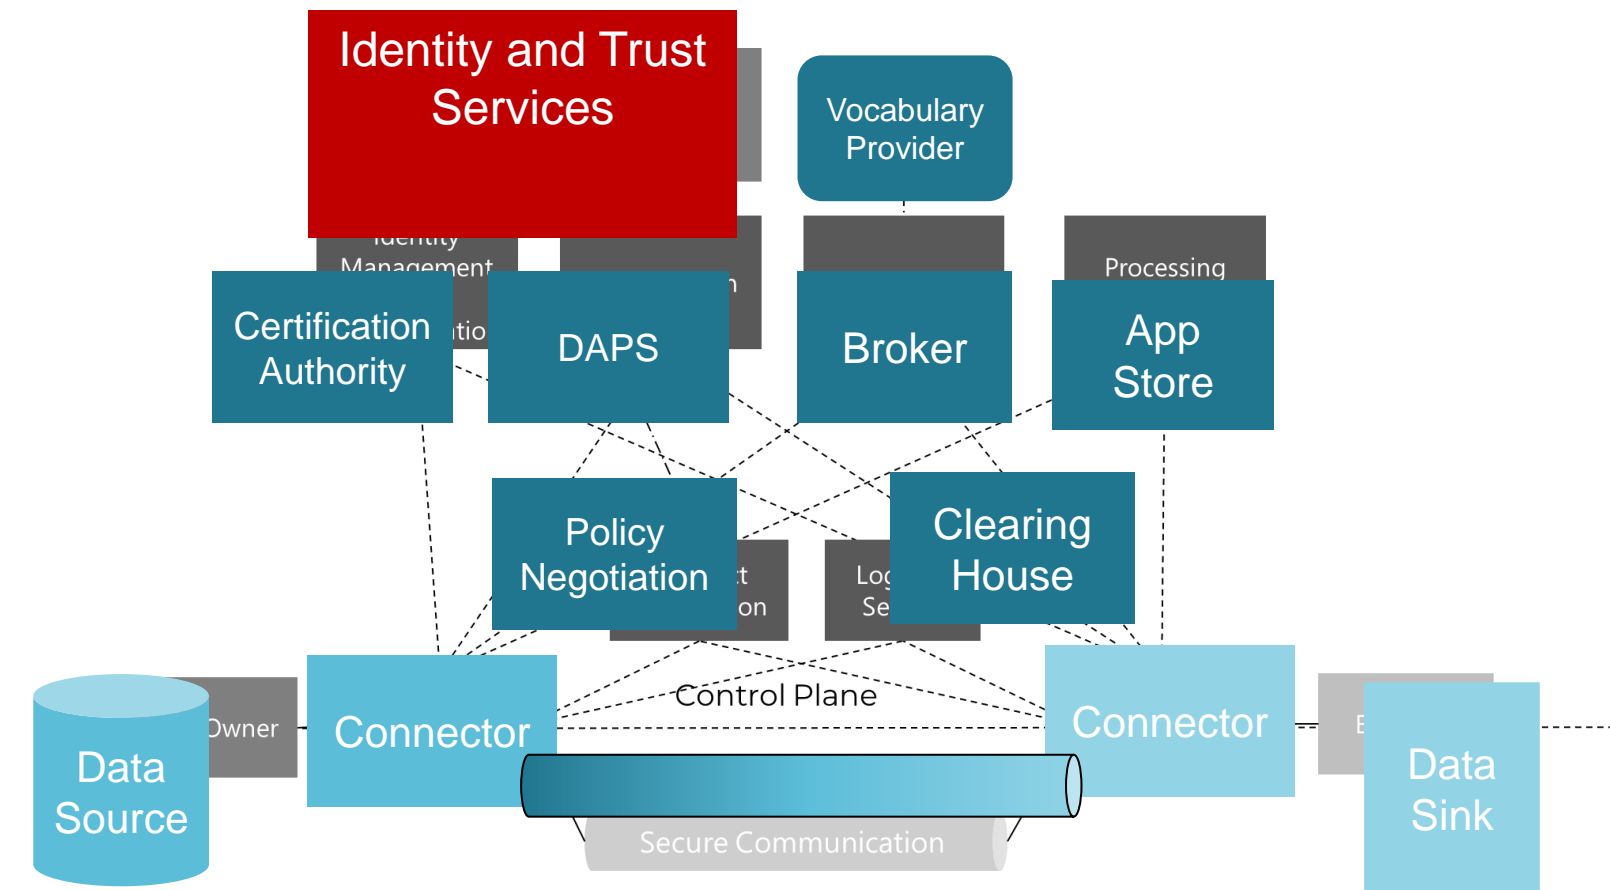 Identity and Trust
Services
Vocabulary
Provider
Identity
Management
Processing
Certification
Authority
DAPS
Broker
App
Store
Policy
Negotiation
Clearing
House
Control Plane
Owner
Connector
Connector
Data
Source
Data
Sink
Secure Communication